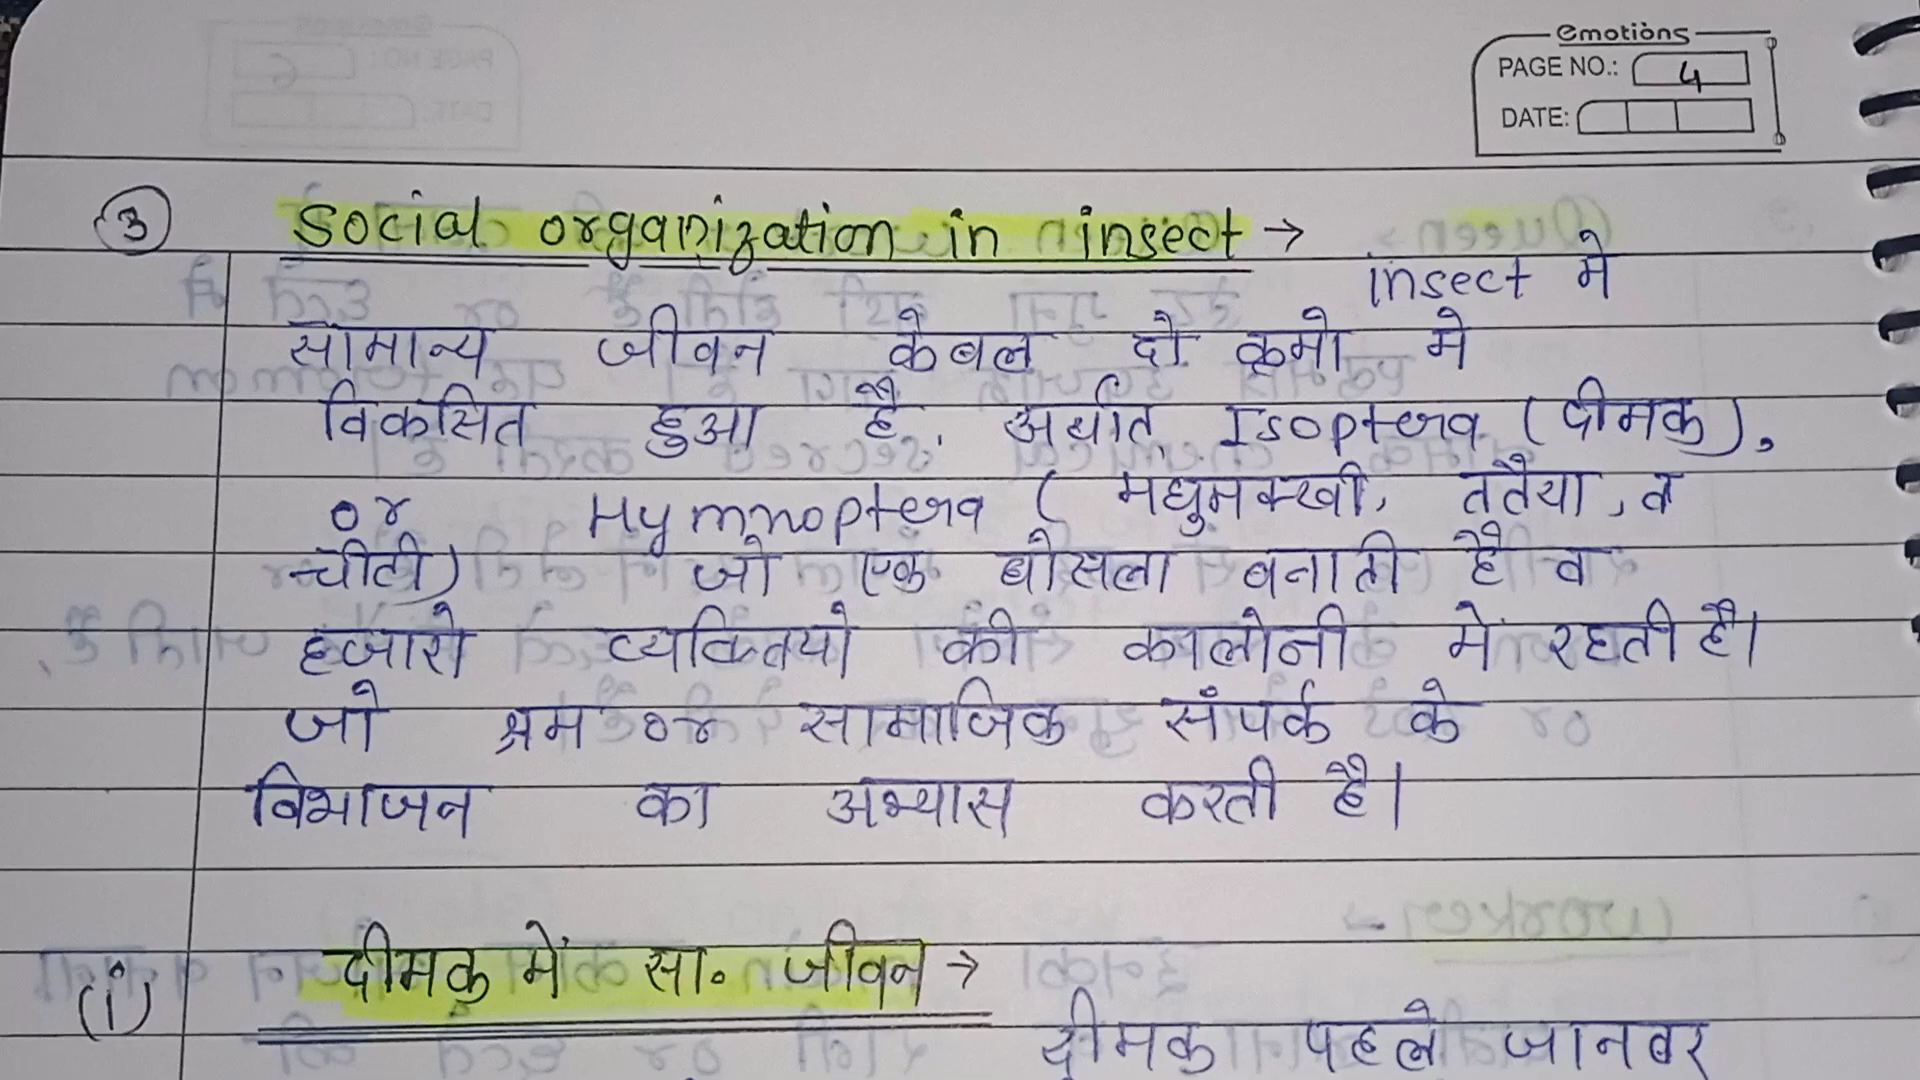 emotions
PAGE NO.: 4
DATE:
3 Social organization in insect →
insect मे
सामान्य जीवन केवल दो क्रमो मे
विकसित हुआ है, अर्थात Isoptera (दीमक),
or Hymnoptera (मधुमक्खी, ततैया, व
चीटी) जो एक घोसला बनाती है व
हजारो व्यक्तियो की कालोनी में रहती है।
जो श्रम or सामाजिक संपर्क के
विभाजन का अभ्यास करती है।
(i) दीमक में सा० जीवन →
दीमक पहले जानवर